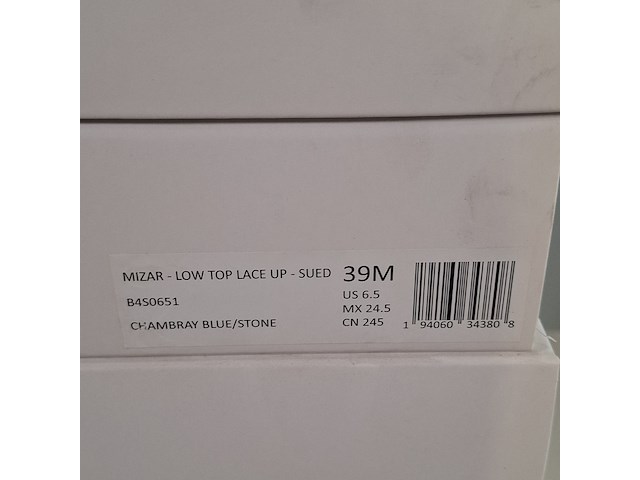 MIZAR - LOW TOP LACE UP - SUED
B4S0651
CHAMBRAY BLUE/STONE
39M
US 6.5
MX 24.5
CN 245
1 94060 34380 8